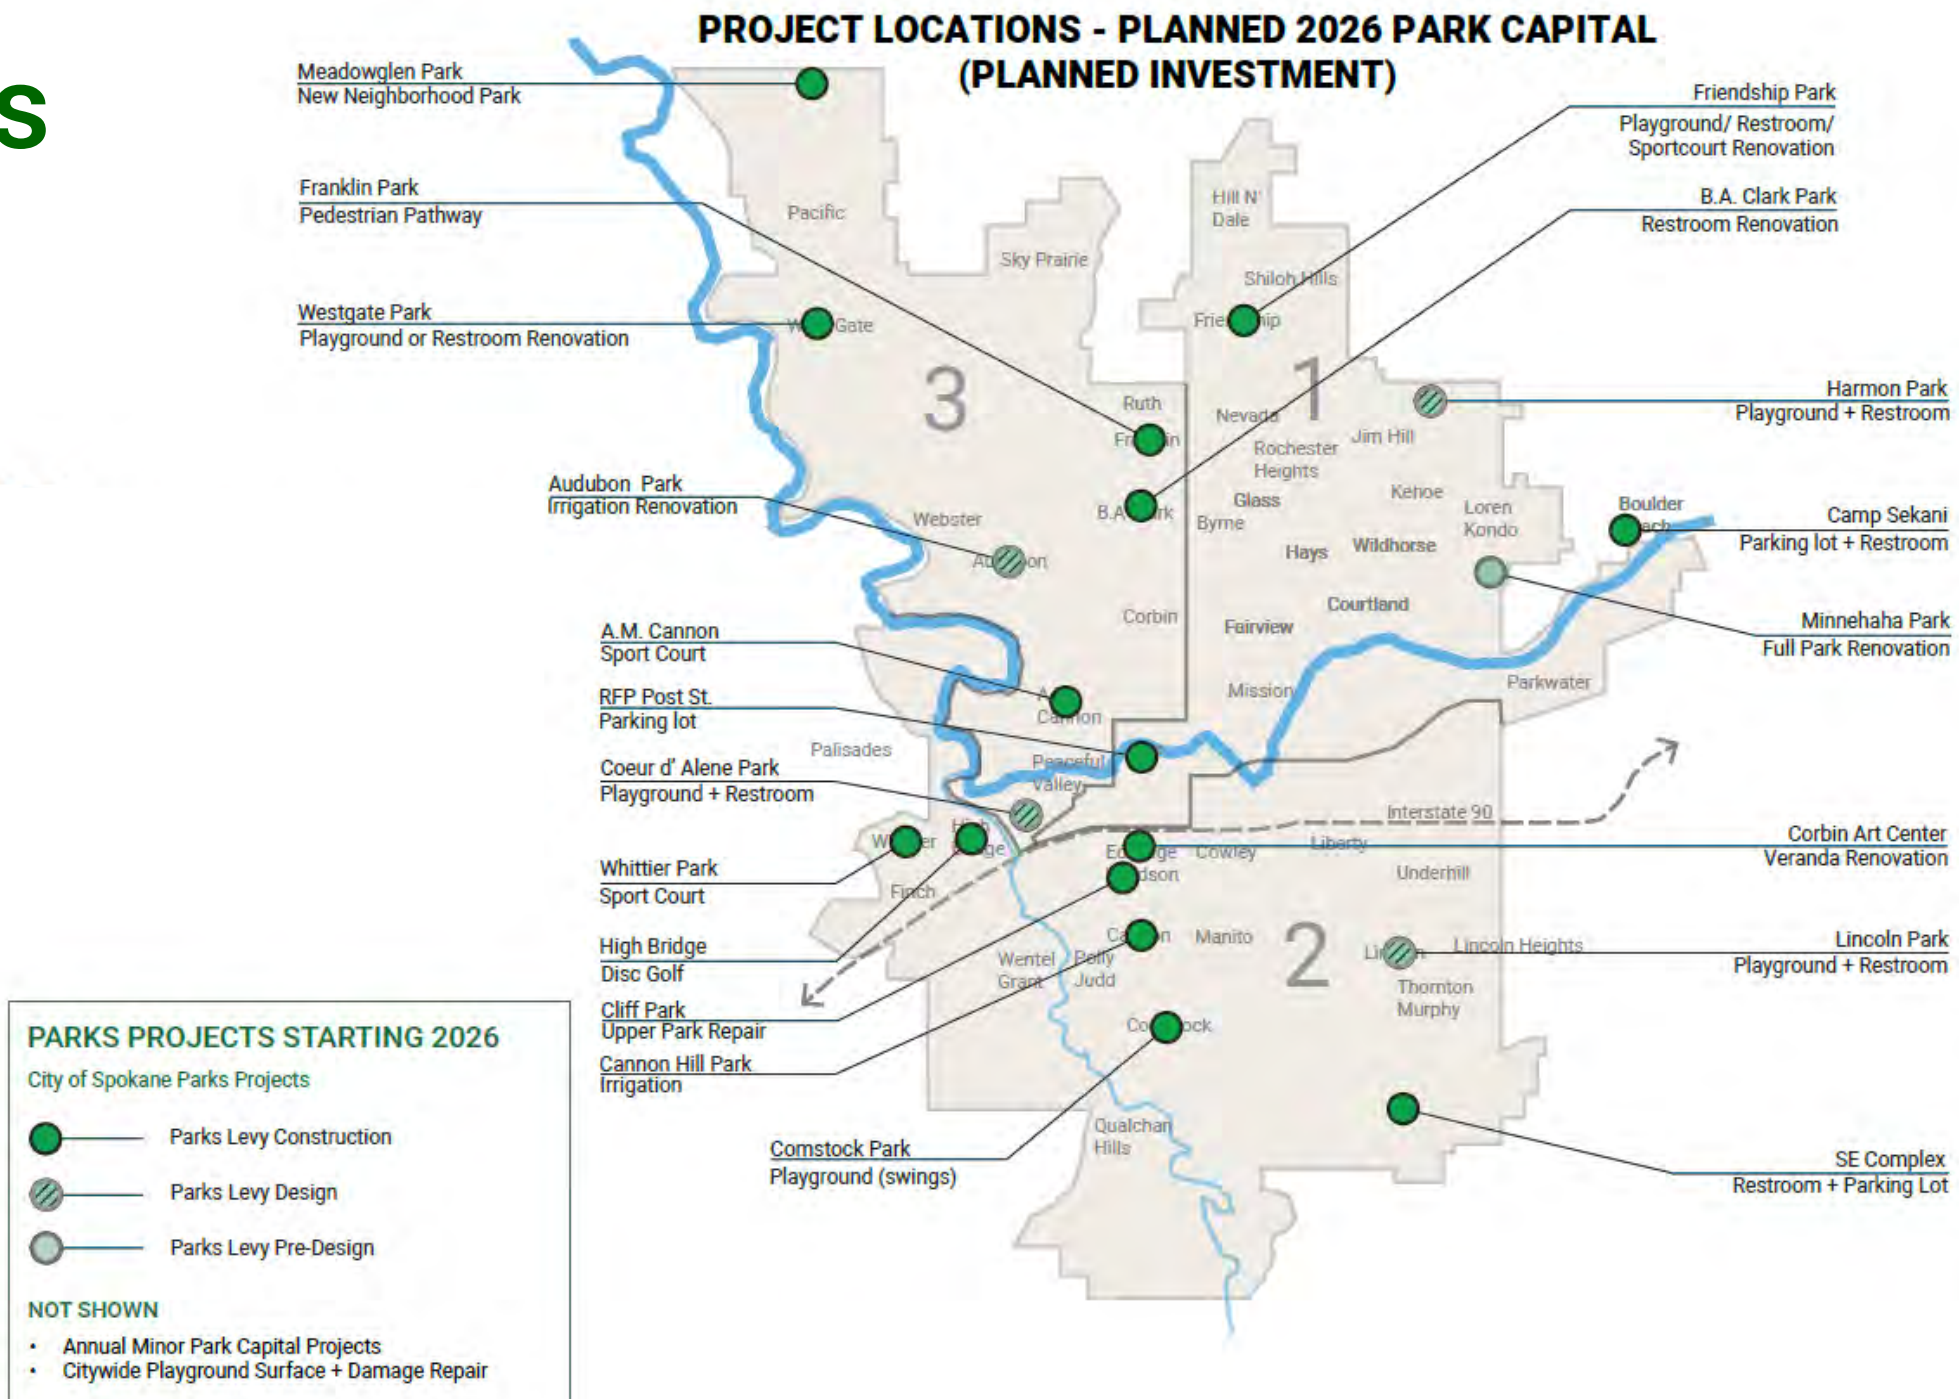 S
PROJECT LOCATIONS - PLANNED 2026 PARK CAPITAL
(PLANNED INVESTMENT)
Meadowglen Park
New Neighborhood Park
Franklin Park
Pedestrian Pathway
Westgate Park
Playground or Restroom Renovation
Audubon Park
Irrigation Renovation
A.M. Cannon
Sport Court
RFP Post St.
Parking lot
Coeur d' Alene Park
Playground + Restroom
Whittier Park
Sport Court
High Bridge
Disc Golf
Cliff Park
Upper Park Repair
Cannon Hill Park
Irrigation
Comstock Park
Playground (swings)
Friendship Park
Playground/ Restroom/
Sportcourt Renovation
B.A. Clark Park
Restroom Renovation
Harmon Park
Playground + Restroom
Camp Sekani
Parking lot + Restroom
Minnehaha Park
Full Park Renovation
Corbin Art Center
Veranda Renovation
Lincoln Park
Playground + Restroom
SE Complex
Restroom + Parking Lot
Pacific
Sky Prairie
Hill N'
Dale
Shiloh Hills
Gate
3
1
Ruth
Nevada
Rochester
Heights
Jim Hill
Kehoe
Loren
Kondo
Boulder
Glass
Byrne
Webster
Hays
Wildhorse
Courtland
Corbin
Fairview
Mission
Parkwater
Cannon
Palisades
Peaceful
Valley
Interstate 90
High
Cowley
Liberty
Underhill
Finch
Manito
2
Lincoln Heights
Wentel
Grant
Polly
Judd
Thornton
Murphy
Qualchan
Hills
PARKS PROJECTS STARTING 2026
City of Spokane Parks Projects
Parks Levy Construction
Parks Levy Design
Parks Levy Pre-Design
NOT SHOWN
• Annual Minor Park Capital Projects
• Citywide Playground Surface + Damage Repair